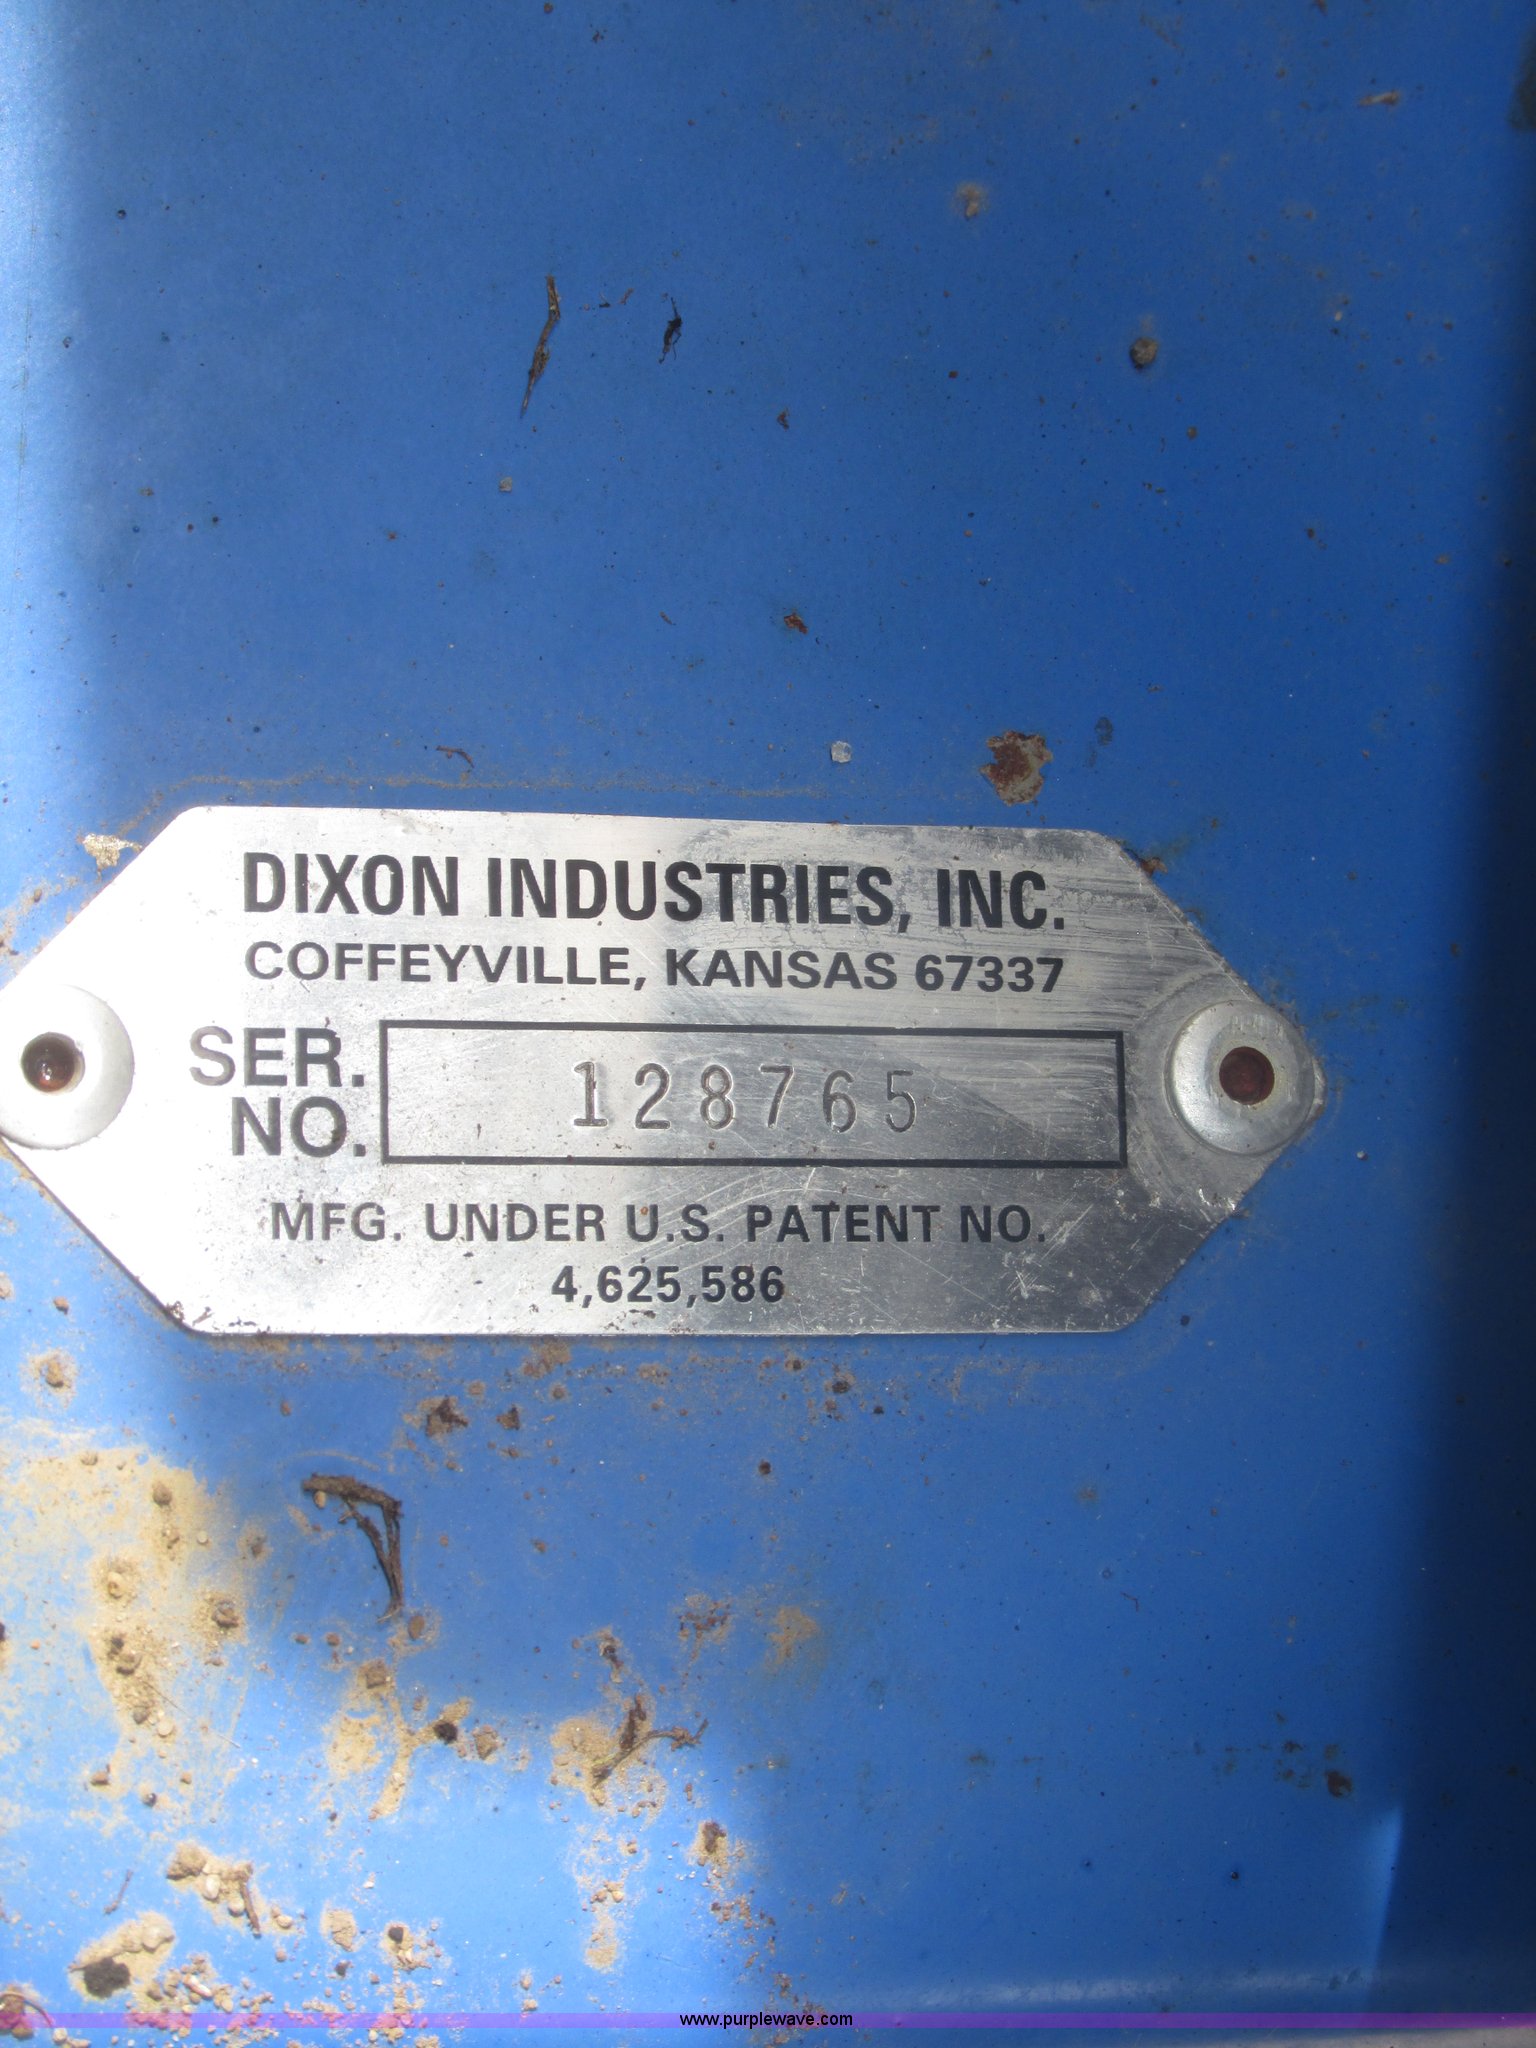 DIXON INDUSTRIES, INC.
COFFEYVILLE, KANSAS 67337
SER. NO. 128765
MFG. UNDER U.S. PATENT NO.
4,625,586
www.purplewave.com